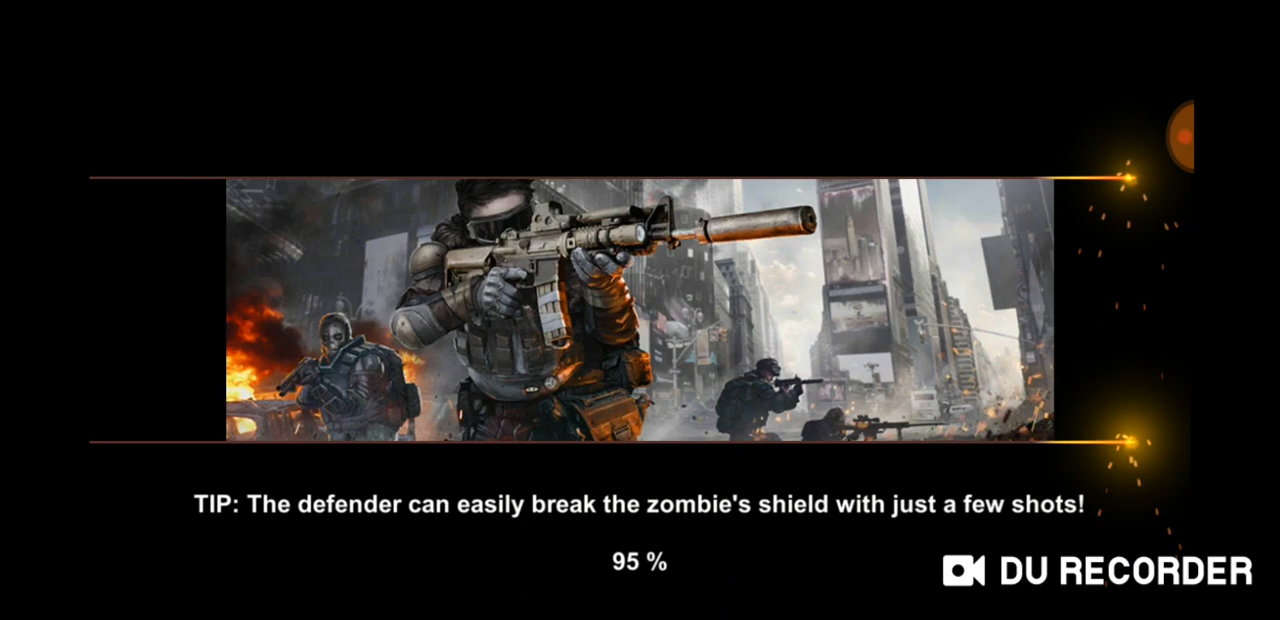 TIP: The defender can easily break the zombie's shield with just a few shots!
95 %
DU RECORDER